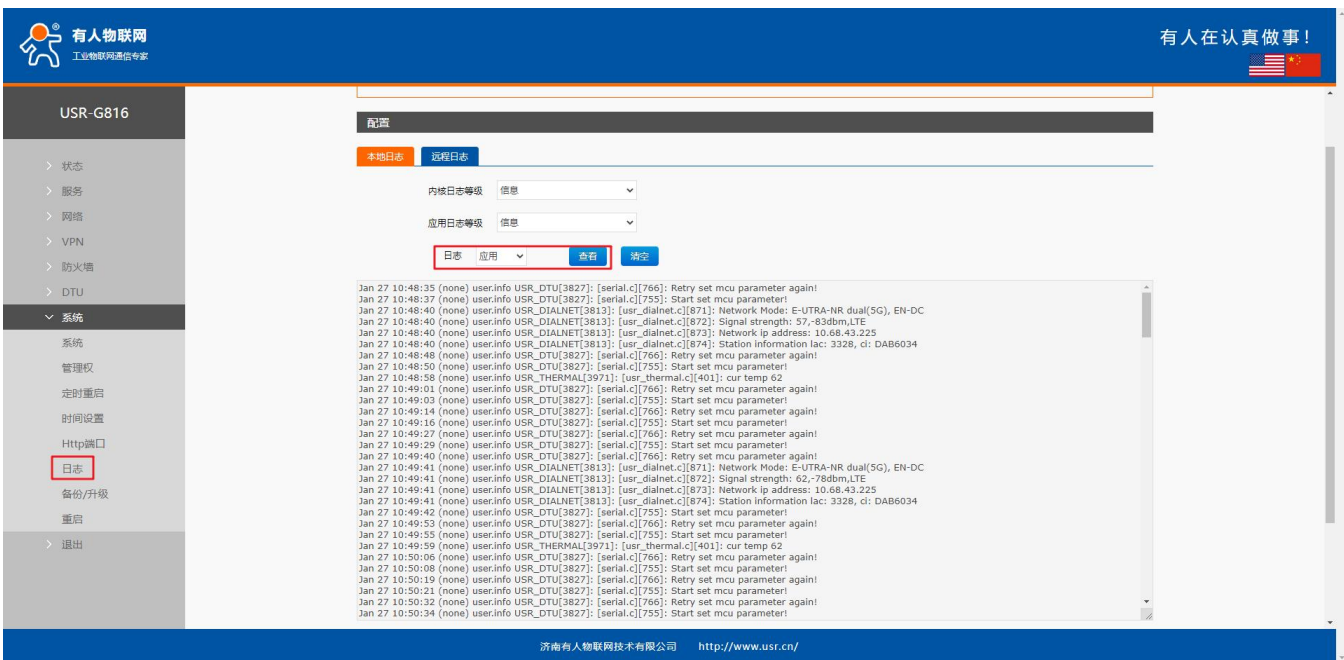 有人物联网
工业物联网通信专家
有人在认真做事!
USR-G816
状态
服务
网络
VPN
防火墙
DTU
系统
系统
管理权
定时重启
时间设置
Http端口
日志
备份/升级
重启
退出
配置
本地日志 远程日志
内核日志等级 信息
应用日志等级 信息
日志 应用 查看 清空
Jan 27 10:48:35 (none) user.info USR_DTU[3827]: [serial.c][766]: Retry set mcu parameter again!
Jan 27 10:48:37 (none) user.info USR_DTU[3827]: [serial.c][755]: Start set mcu parameter!
Jan 27 10:48:40 (none) user.info USR_DIALNET[3813]: [usr_dialnet.c][871]: Network Mode: E-UTRA-NR dual(5G), EN-DC
Jan 27 10:48:40 (none) user.info USR_DIALNET[3813]: [usr_dialnet.c][872]: Signal strength: 57,-83dbm,LTE
Jan 27 10:48:40 (none) user.info USR_DIALNET[3813]: [usr_dialnet.c][873]: Network ip address: 10.68.43.225
Jan 27 10:48:40 (none) user.info USR_DIALNET[3813]: [usr_dialnet.c][874]: Station information lac: 3328, ci: DAB6034
Jan 27 10:48:48 (none) user.info USR_DTU[3827]: [serial.c][766]: Retry set mcu parameter again!
Jan 27 10:48:50 (none) user.info USR_DTU[3827]: [serial.c][755]: Start set mcu parameter!
Jan 27 10:48:58 (none) user.info USR_THERMAL[3971]: [usr_thermal.c][401]: cur temp 62
Jan 27 10:49:01 (none) user.info USR_DTU[3827]: [serial.c][766]: Retry set mcu parameter again!
Jan 27 10:49:03 (none) user.info USR_DTU[3827]: [serial.c][755]: Start set mcu parameter!
Jan 27 10:49:14 (none) user.info USR_DTU[3827]: [serial.c][766]: Retry set mcu parameter again!
Jan 27 10:49:16 (none) user.info USR_DTU[3827]: [serial.c][755]: Start set mcu parameter!
Jan 27 10:49:27 (none) user.info USR_DTU[3827]: [serial.c][766]: Retry set mcu parameter again!
Jan 27 10:49:29 (none) user.info USR_DTU[3827]: [serial.c][755]: Start set mcu parameter!
Jan 27 10:49:40 (none) user.info USR_DTU[3827]: [serial.c][766]: Retry set mcu parameter again!
Jan 27 10:49:41 (none) user.info USR_DIALNET[3813]: [usr_dialnet.c][871]: Network Mode: E-UTRA-NR dual(5G), EN-DC
Jan 27 10:49:41 (none) user.info USR_DIALNET[3813]: [usr_dialnet.c][872]: Signal strength: 62,-78dbm,LTE
Jan 27 10:49:41 (none) user.info USR_DIALNET[3813]: [usr_dialnet.c][873]: Network ip address: 10.68.43.225
Jan 27 10:49:41 (none) user.info USR_DIALNET[3813]: [usr_dialnet.c][874]: Station information lac: 3328, ci: DAB6034
Jan 27 10:49:42 (none) user.info USR_DTU[3827]: [serial.c][755]: Start set mcu parameter!
Jan 27 10:49:53 (none) user.info USR_DTU[3827]: [serial.c][766]: Retry set mcu parameter again!
Jan 27 10:49:55 (none) user.info USR_DTU[3827]: [serial.c][755]: Start set mcu parameter!
Jan 27 10:49:59 (none) user.info USR_THERMAL[3971]: [usr_thermal.c][401]: cur temp 62
Jan 27 10:50:06 (none) user.info USR_DTU[3827]: [serial.c][766]: Retry set mcu parameter again!
Jan 27 10:50:08 (none) user.info USR_DTU[3827]: [serial.c][755]: Start set mcu parameter!
Jan 27 10:50:19 (none) user.info USR_DTU[3827]: [serial.c][766]: Retry set mcu parameter again!
Jan 27 10:50:21 (none) user.info USR_DTU[3827]: [serial.c][755]: Start set mcu parameter!
Jan 27 10:50:32 (none) user.info USR_DTU[3827]: [serial.c][766]: Retry set mcu parameter again!
Jan 27 10:50:34 (none) user.info USR_DTU[3827]: [serial.c][755]: Start set mcu parameter!
济南有人物联网技术有限公司 http://www.usr.cn/